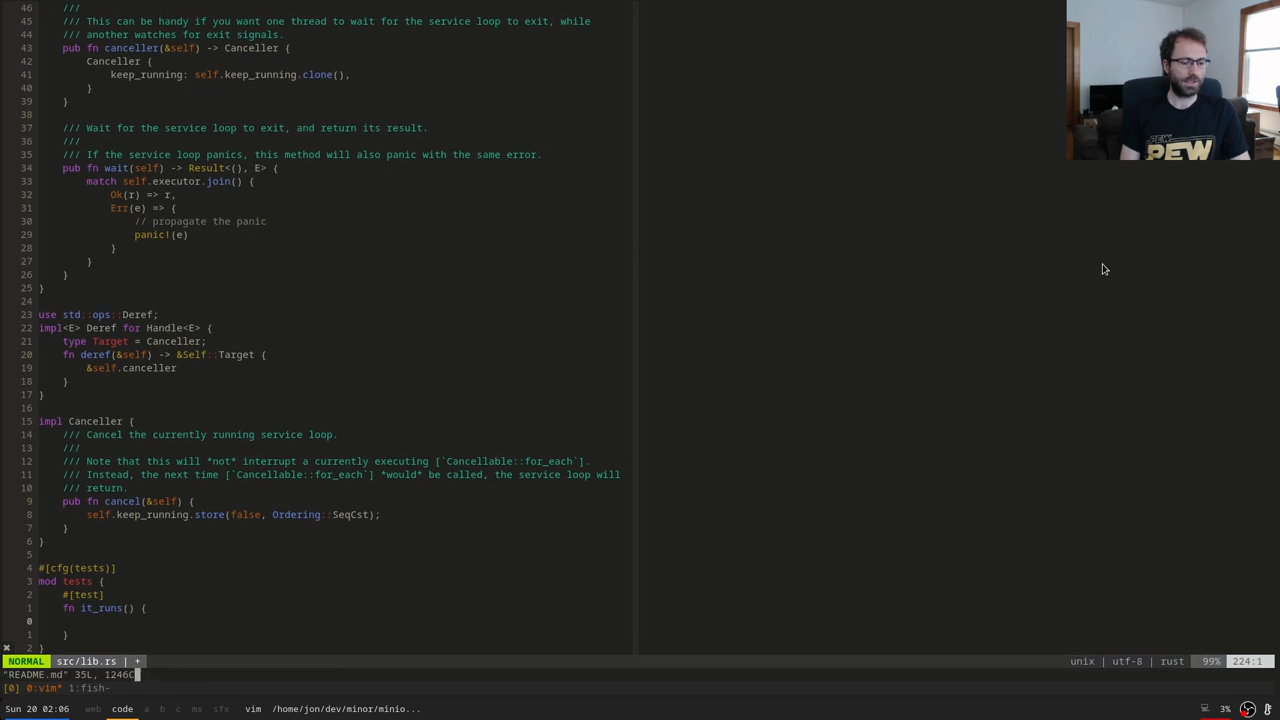 46 ///
45 /// This can be handy if you want one thread to wait for the service loop to exit, while
44 /// another watches for exit signals.
43 pub fn canceller(&self) -> Canceller {
42 Canceller {
41 keep_running: self.keep_running.clone(),
40 }
39 }
38
37 /// Wait for the service loop to exit, and return its result.
36 ///
35 /// If the service loop panics, this method will also panic with the same error.
34 pub fn wait(self) -> Result<(), E> {
33 match self.executor.join() {
32 Ok(r) => r,
31 Err(e) => {
30 // propagate the panic
29 panic!(e)
28 }
27 }
26 }
25 }
24
23 use std::ops::Deref;
22 impl<E> Deref for Handle<E> {
21 type Target = Canceller;
20 fn deref(&self) -> &Self::Target {
19 &self.canceller
18 }
17 }
16
15 impl Canceller {
14 /// Cancel the currently running service loop.
13 ///
12 /// Note that this will *not* interrupt a currently executing [`Cancellable::for_each`].
11 /// Instead, the next time [`Cancellable::for_each`] *would* be called, the service loop will
10 /// return.
9 pub fn cancel(&self) {
8 self.keep_running.store(false, Ordering::SeqCst);
7 }
6 }
5
4 #[cfg(tests)]
3 mod tests {
2 #[test]
1 fn it_runs() {
0
1 }
✖ 2 }
NORMAL src/lib.rs | + unix | utf-8 | rust 99% 224:1
"README.md" 35L, 1246C
[0] 0:vim* 1:fish-
Sun 20 02:06 web code a b c mx sfx vim /home/jon/dev/minor/minio... 3%
PEW PEW